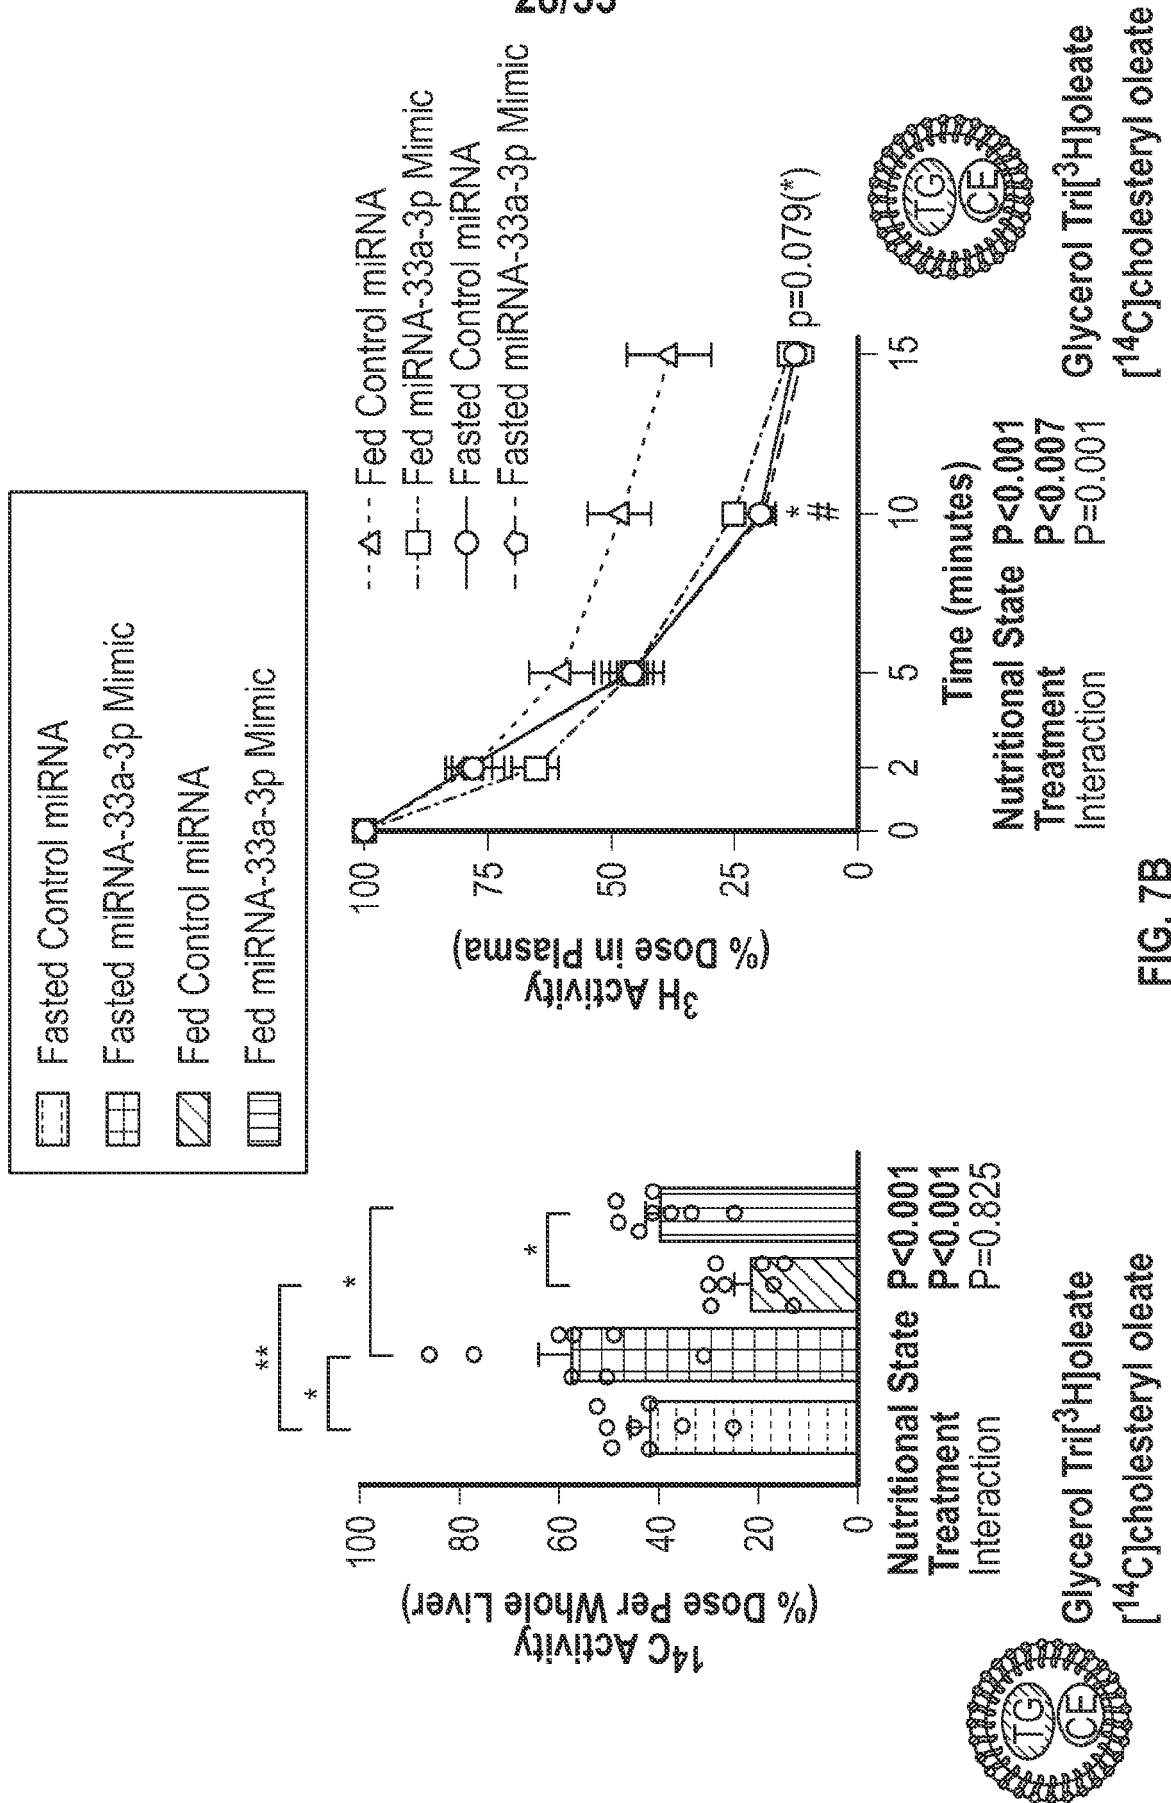 28/33
Fasted Control miRNA
Fasted miRNA-33a-3p Mimic
Fed Control miRNA
Fed miRNA-33a-3p Mimic
14C Activity
(% Dose Per Whole Liver)
100
80
60
40
20
0
*
**
*
*
Nutritional State P<0.001
Treatment P<0.001
Interaction P=0.825
TG
CE
Glycerol Tri[3H]oleate
[14C]cholesteryl oleate
3H Activity
(% Dose in Plasma)
100
75
50
25
0
Fed Control miRNA
Fed miRNA-33a-3p Mimic
Fasted Control miRNA
Fasted miRNA-33a-3p Mimic
*
#
p=0.079(*)
0 2 5 10 15
Time (minutes)
Nutritional State P<0.001
Treatment P<0.007
Interaction P=0.001
TG
CE
Glycerol Tri[3H]oleate
[14C]cholesteryl oleate
FIG. 7B